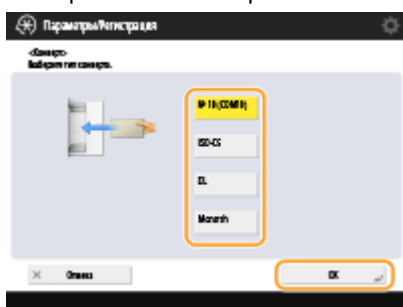 Параметры/Регистрация
<Конверт>
Выберите тип конверта.
№ 10 (COM10)
ISO-C5
DL
Monarch
Отмена
OK